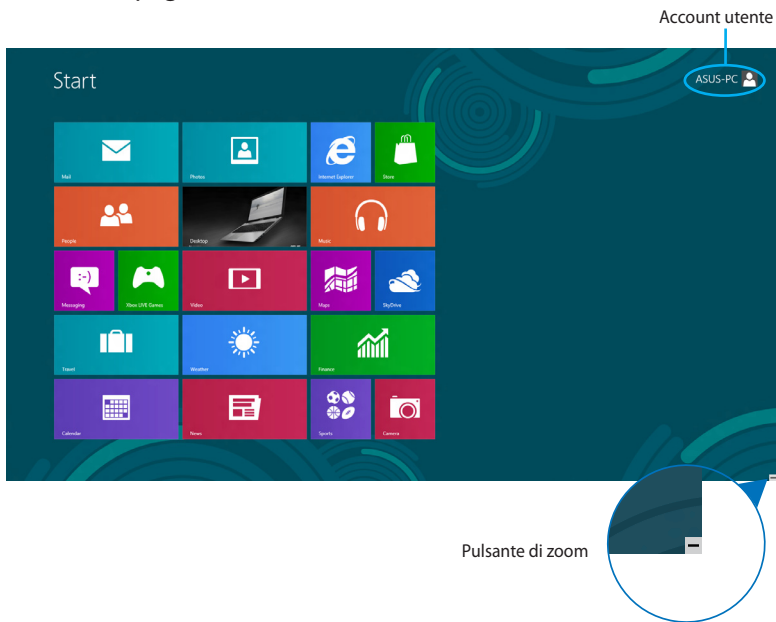 Account utente
Start
ASUS-PC
Mail
Photos
Internet Explorer
Store
People
Desktop
Music
Messaging
Xbox LIVE Games
Video
Maps
SkyDrive
Travel
Weather
Finance
Calendar
News
Sports
Camera
Pulsante di zoom